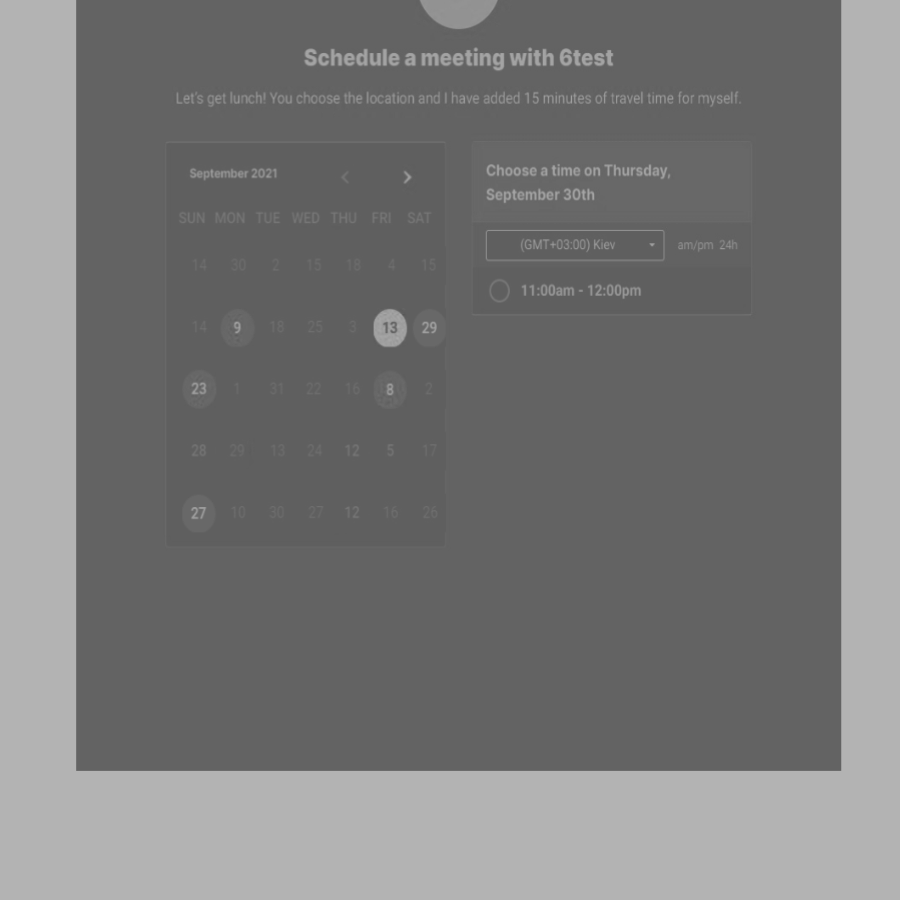 Schedule a meeting with 6test
Let's get lunch! You choose the location and I have added 15 minutes of travel time for myself.
September 2021
SUN MON TUE WED THU FRI SAT
14 30 2 15 18 4 15
14 9 18 25 3 13 29
23 1 31 22 16 8 2
28 29 13 24 12 5 17
27 10 30 27 12 16 26
Choose a time on Thursday,
September 30th
(GMT+03:00) Kiev am/pm 24h
11:00am - 12:00pm